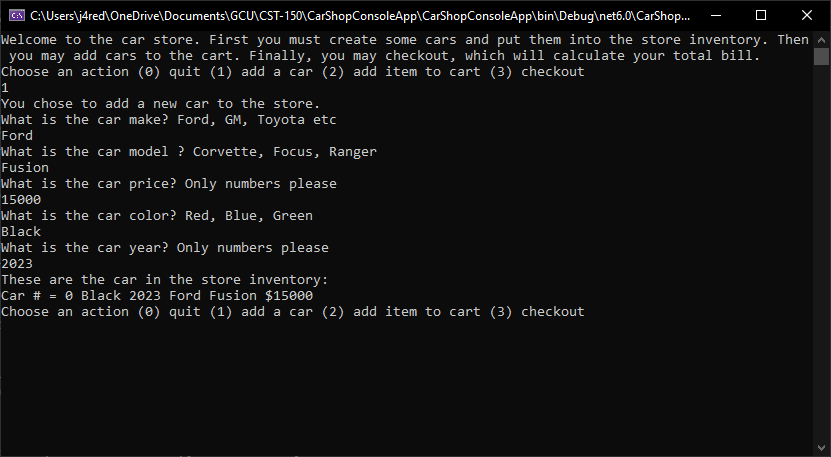 C:\Users\j4red\OneDrive\Documents\GCU\CST-150\CarShopConsoleApp\CarShopConsoleApp\bin\Debug\net6.0\CarShop...
Welcome to the car store. First you must create some cars and put them into the store inventory. Then
you may add cars to the cart. Finally, you may checkout, which will calculate your total bill.
Choose an action (0) quit (1) add a car (2) add item to cart (3) checkout
1
You chose to add a new car to the store.
What is the car make? Ford, GM, Toyota etc
Ford
What is the car model ? Corvette, Focus, Ranger
Fusion
What is the car price? Only numbers please
15000
What is the car color? Red, Blue, Green
Black
What is the car year? Only numbers please
2023
These are the car in the store inventory:
Car # = 0 Black 2023 Ford Fusion $15000
Choose an action (0) quit (1) add a car (2) add item to cart (3) checkout